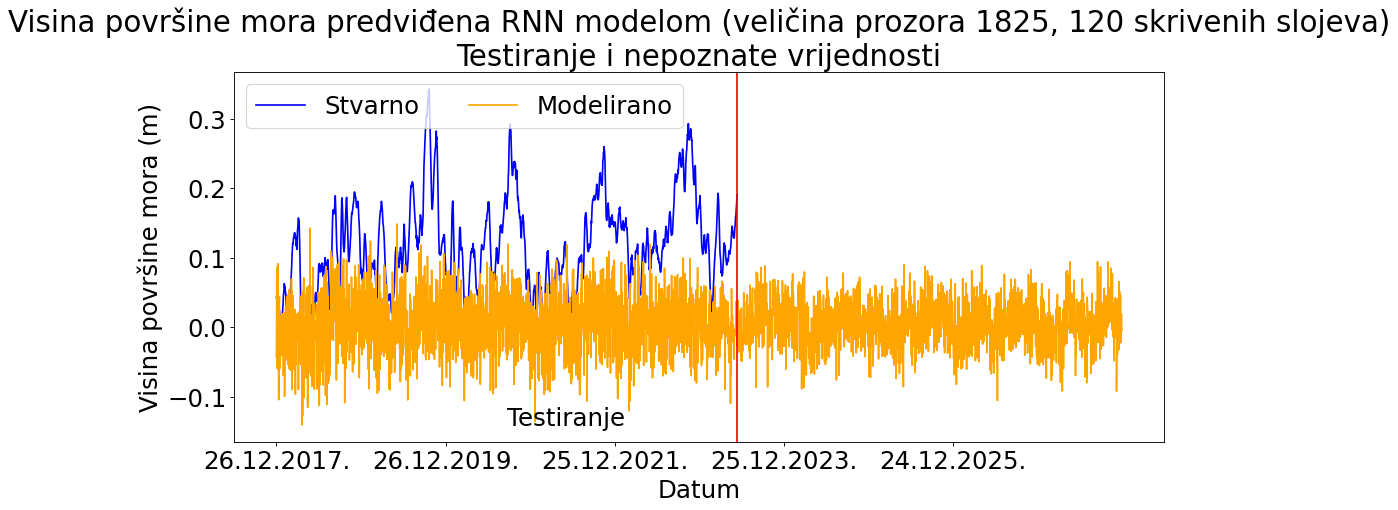 Visina površine mora predviđena RNN modelom (veličina prozora 1825, 120 skrivenih slojeva)
Testiranje i nepoznate vrijednosti
Stvarno Modelirano
Visina površine mora (m)
0.3
0.2
0.1
0.0
−0.1
Testiranje
26.12.2017. 26.12.2019. 25.12.2021. 25.12.2023. 24.12.2025.
Datum